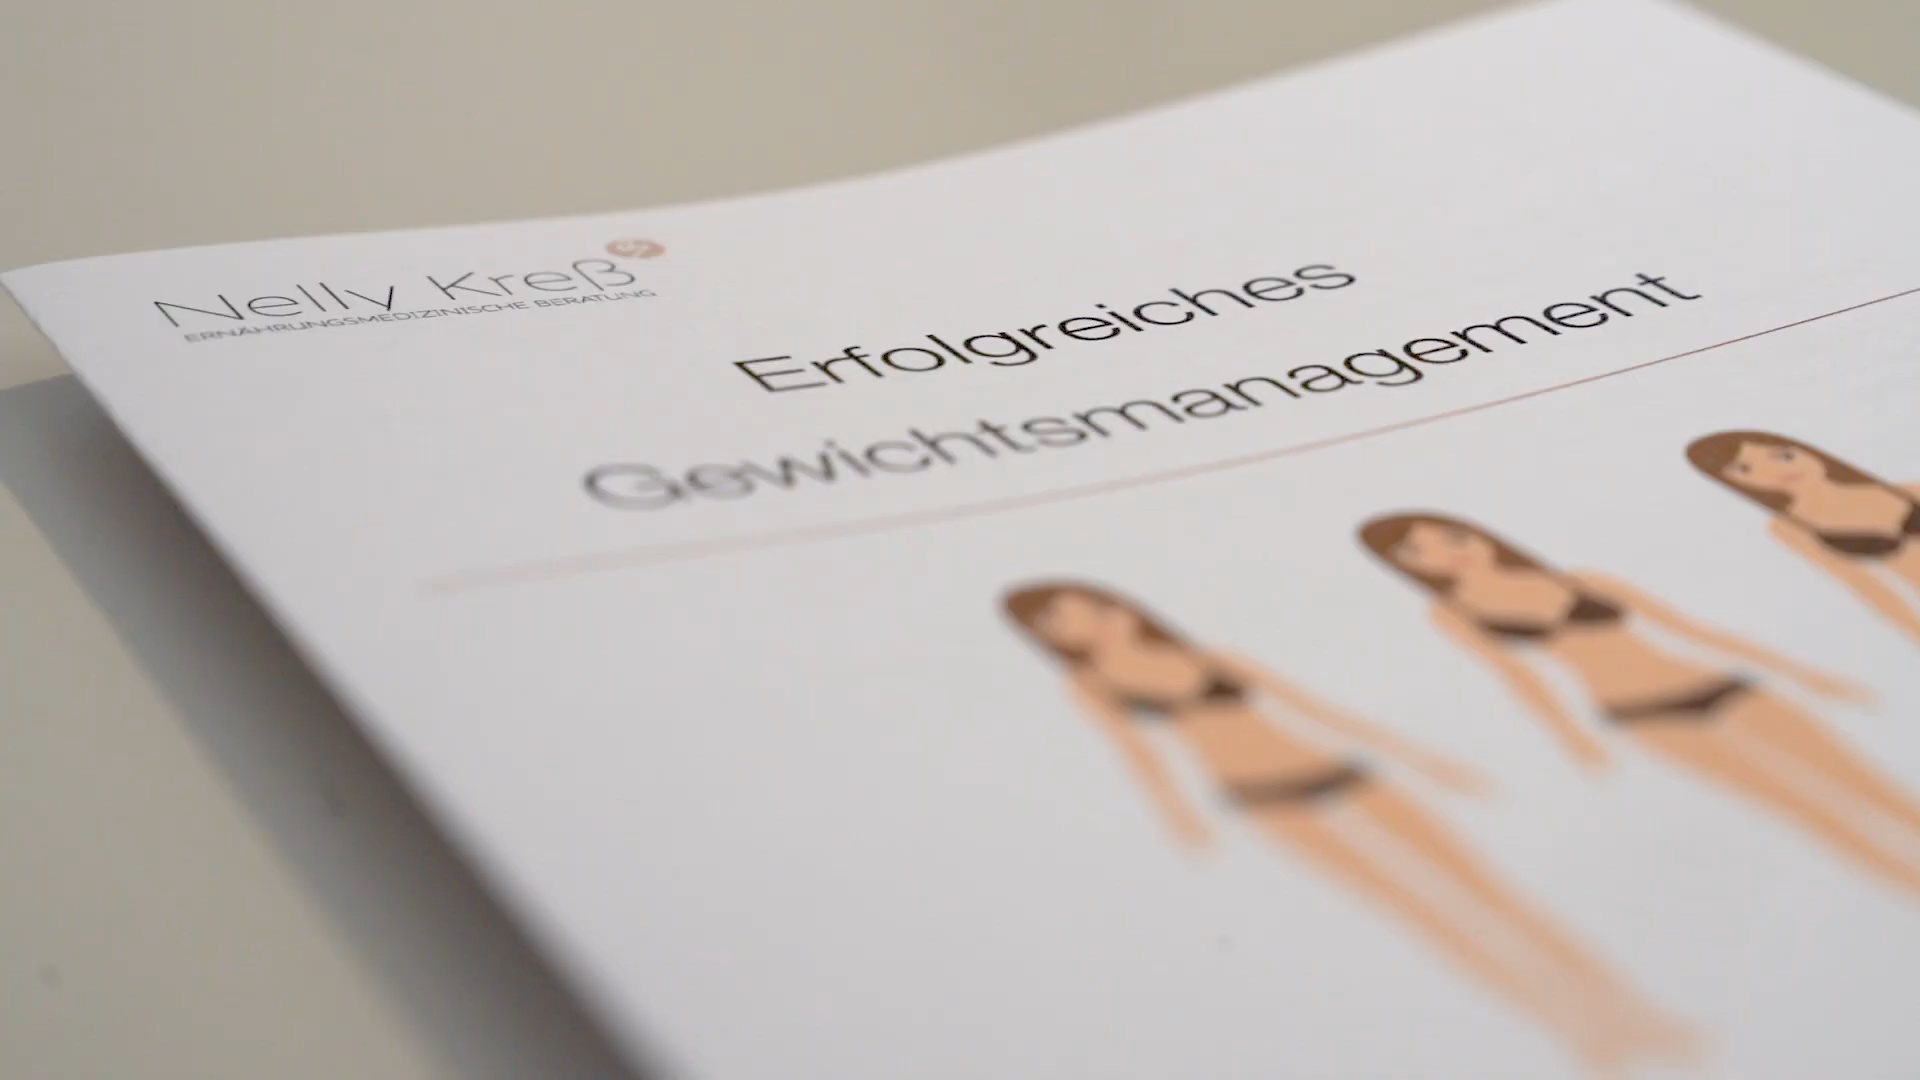 Nelly Kreß
ERNÄHRUNGSMEDIZINISCHE BERATUNG
Erfolgreiches
Gewichtsmanagement